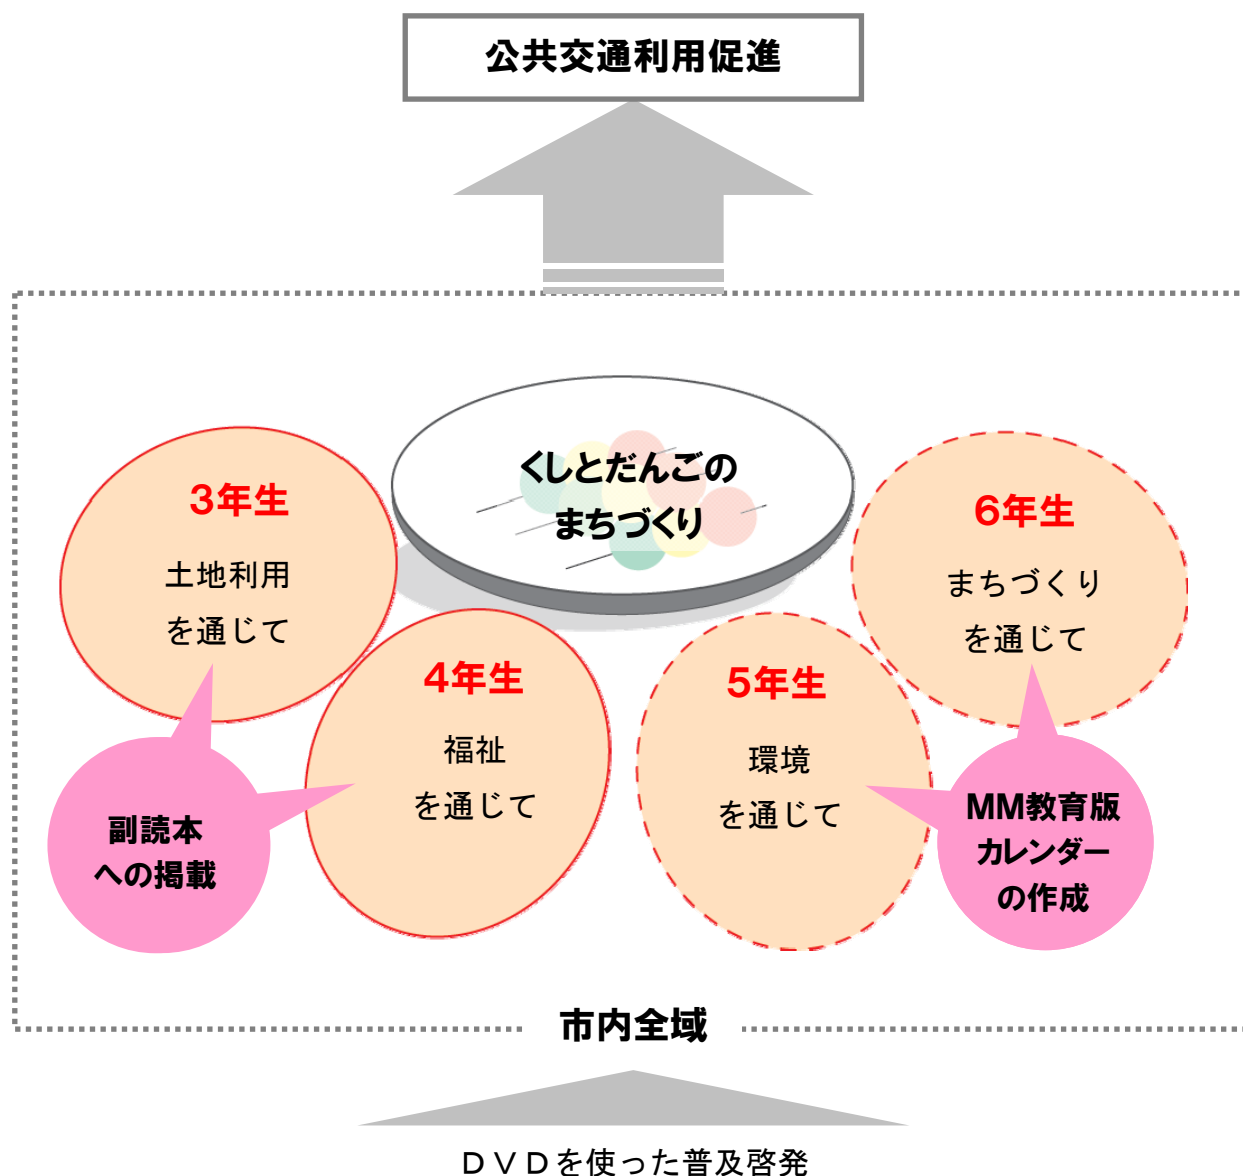 公共交通利用促進
くしとだんごの
まちづくり
3年生
土地利用
を通じて
4年生
福祉
を通じて
5年生
環境
を通じて
6年生
まちづくり
を通じて
副読本
への掲載
MM教育版
カレンダー
の作成
市内全域
ＤＶＤを使った普及啓発